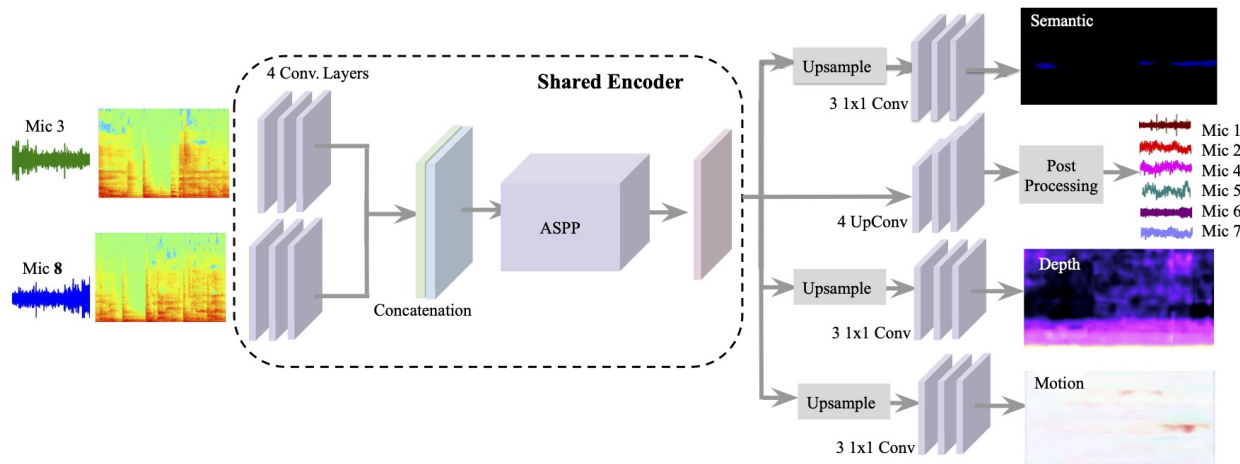 Mic 3
Mic 8
4 Conv. Layers
Shared Encoder
Concatenation
ASPP
Upsample
3 1x1 Conv
Semantic
4 UpConv
Post
Processing
Mic 1
Mic 2
Mic 4
Mic 5
Mic 6
Mic 7
Upsample
3 1x1 Conv
Depth
Upsample
3 1x1 Conv
Motion